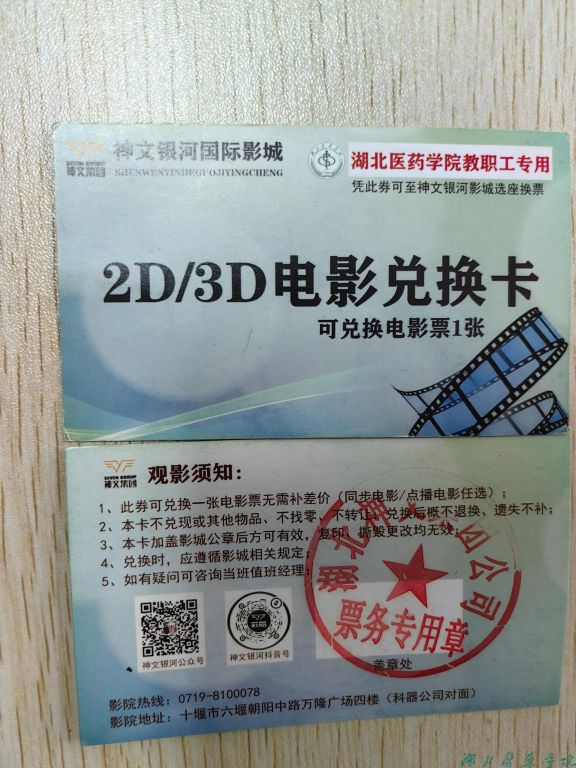 神文集团
神文银河国际影城
湖北医药学院教职工专用
凭此券可至神文银河影城选座换票
2D/3D电影兑换卡
可兑换电影票1张
SEVEN GROUP
神文集团
观影须知:
1、此券可兑换一张电影票无需补差价（同步电影/点播电影任选）;
2、本卡不兑现或其他物品、不找零、不转让、兑换后概不退换、遗失不补;
3、本卡加盖影城公章后方可有效，复印、撕毁更改均无效;
4、兑换时，应遵循影城相关规定;
5、如有疑问可咨询当班值班经理;
票务专用章
神文银河公众号
神文银河抖音号
盖章处
影院热线: 0719-8100078
影院地址: 十堰市六堰朝阳中路万隆广场四楼（科器公司对面）